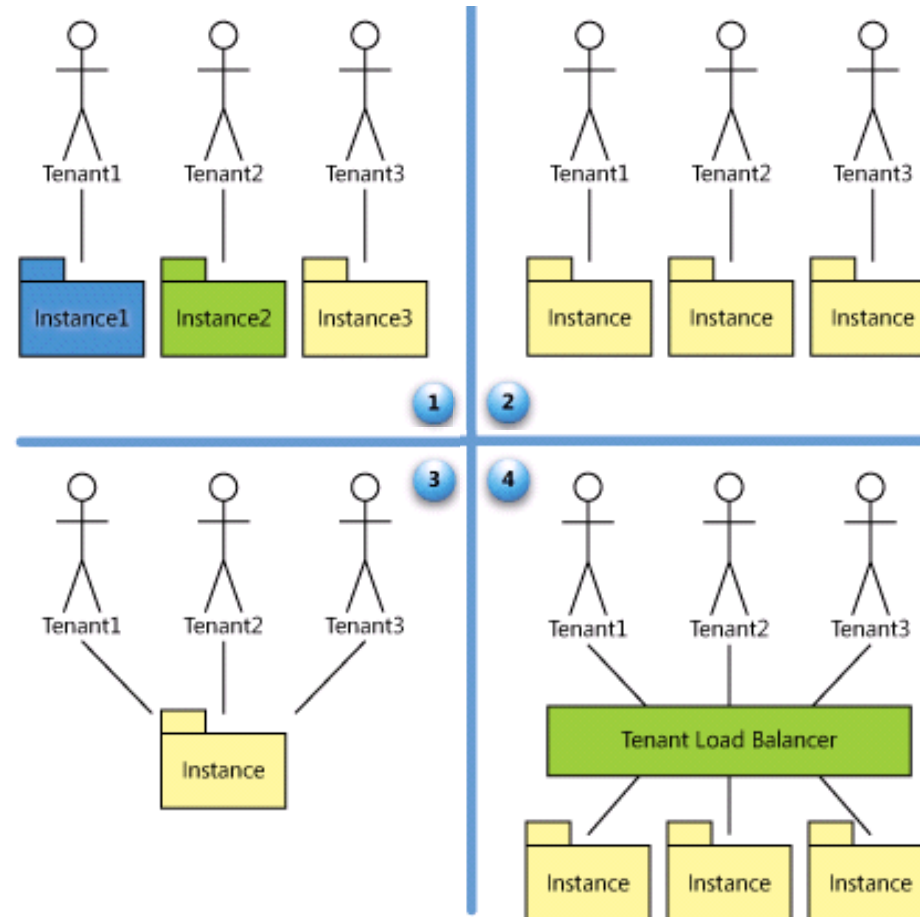 Tenant1 Tenant2 Tenant3
Instance1 Instance2 Instance3
1
Tenant1 Tenant2 Tenant3
Instance Instance Instance
2
3
Tenant1 Tenant2 Tenant3
Instance
4
Tenant1 Tenant2 Tenant3
Tenant Load Balancer
Instance Instance Instance